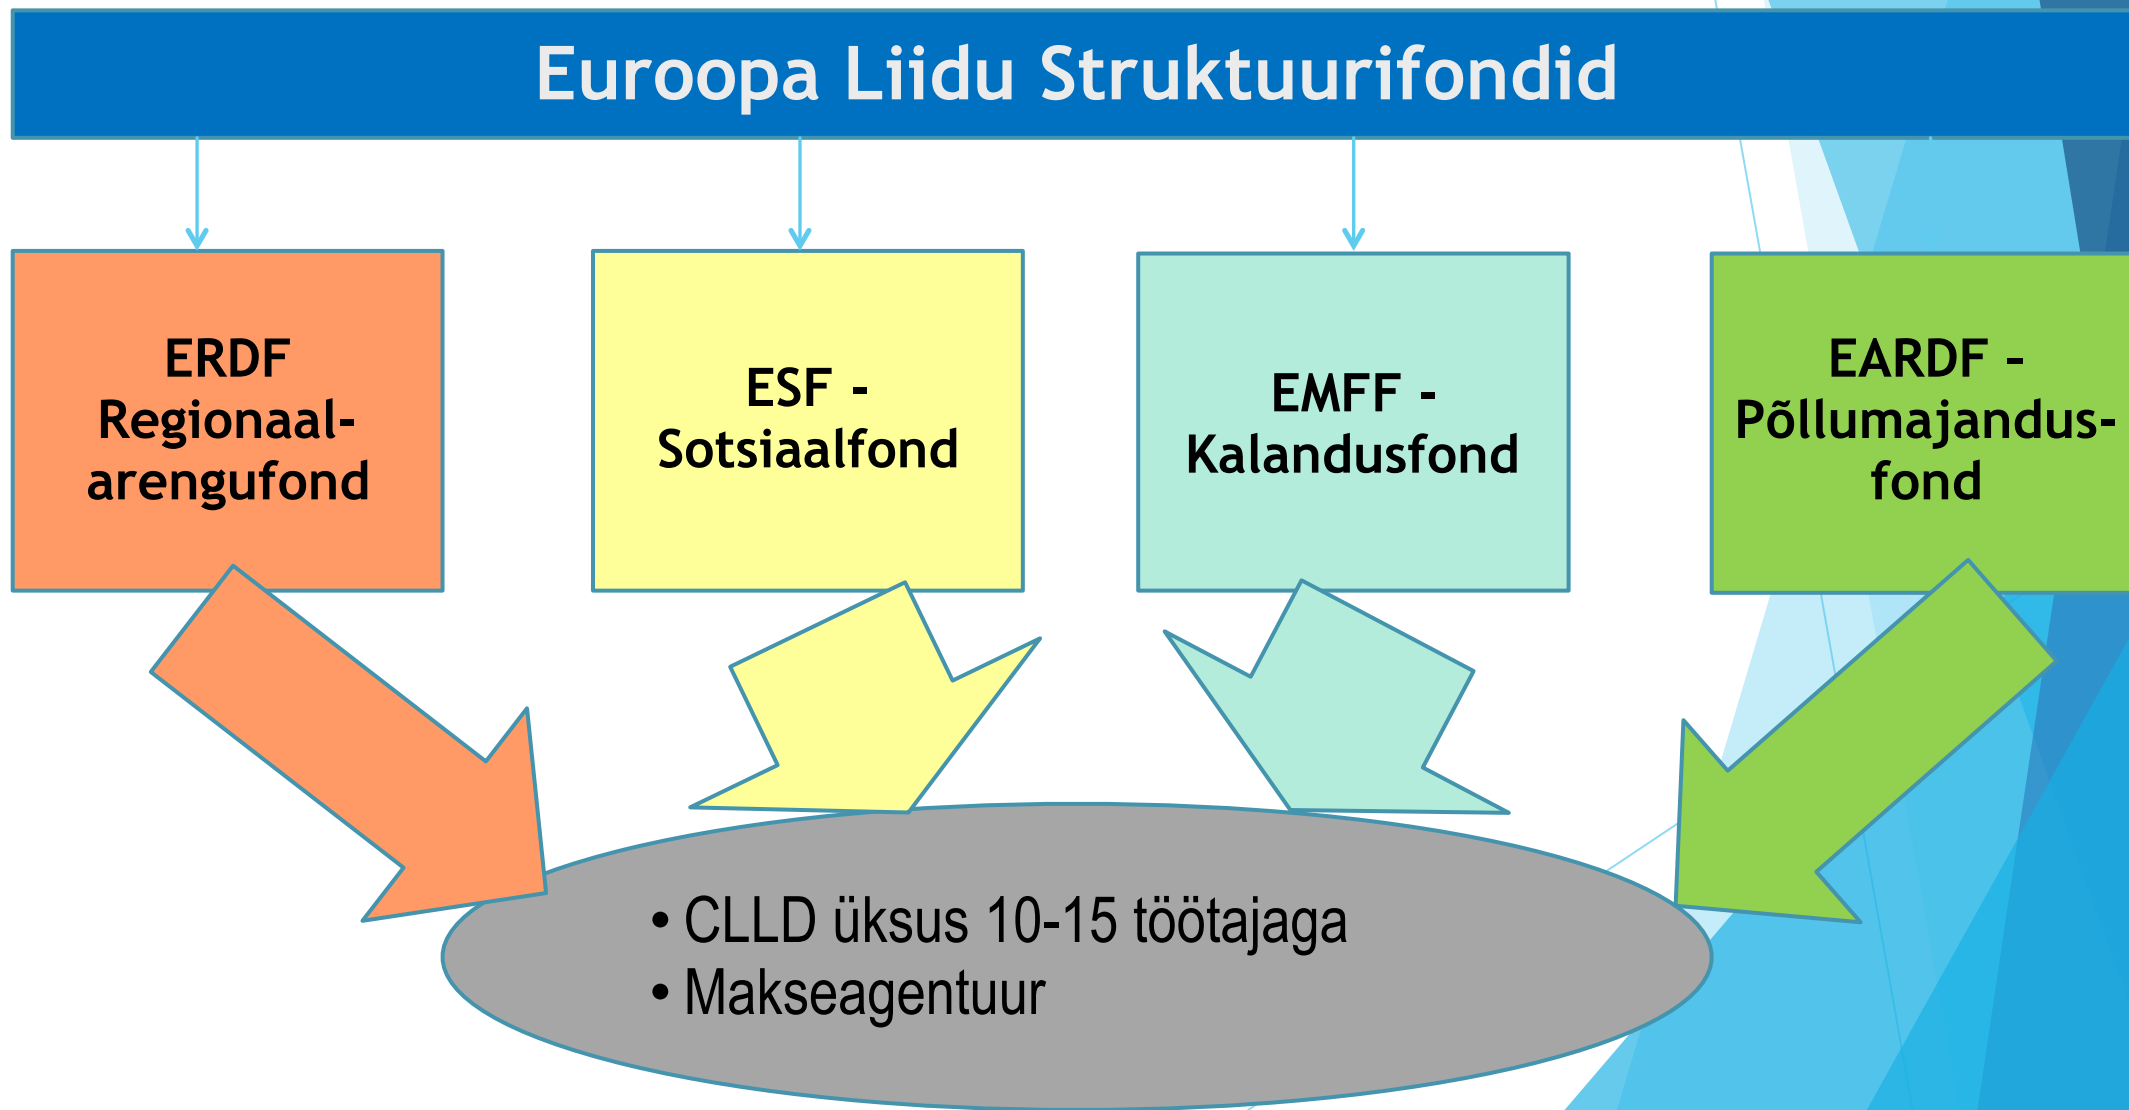 Euroopa Liidu Struktuurifondid
ERDF
Regionaal-
arengufond
ESF -
Sotsiaalfond
EMFF -
Kalandusfond
EARDF –
Põllumajandus-
fond
• CLLD üksus 10-15 töötajaga
• Makseagentuur